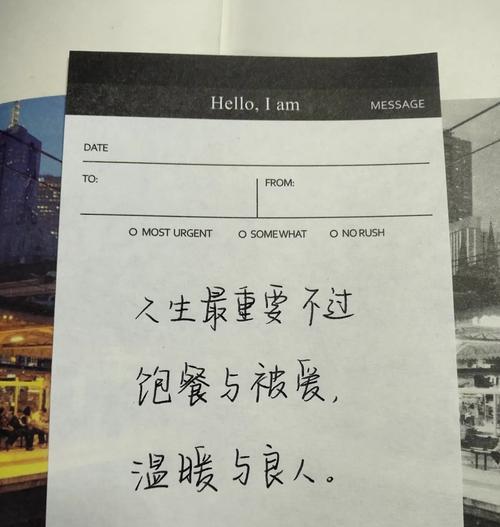 Hello, I am
MESSAGE
DATE
TO:
FROM:
O MOST URGENT O SOMEWHAT O NO RUSH
人生最重要不过
饱餐与被爱,
温暖与良人。